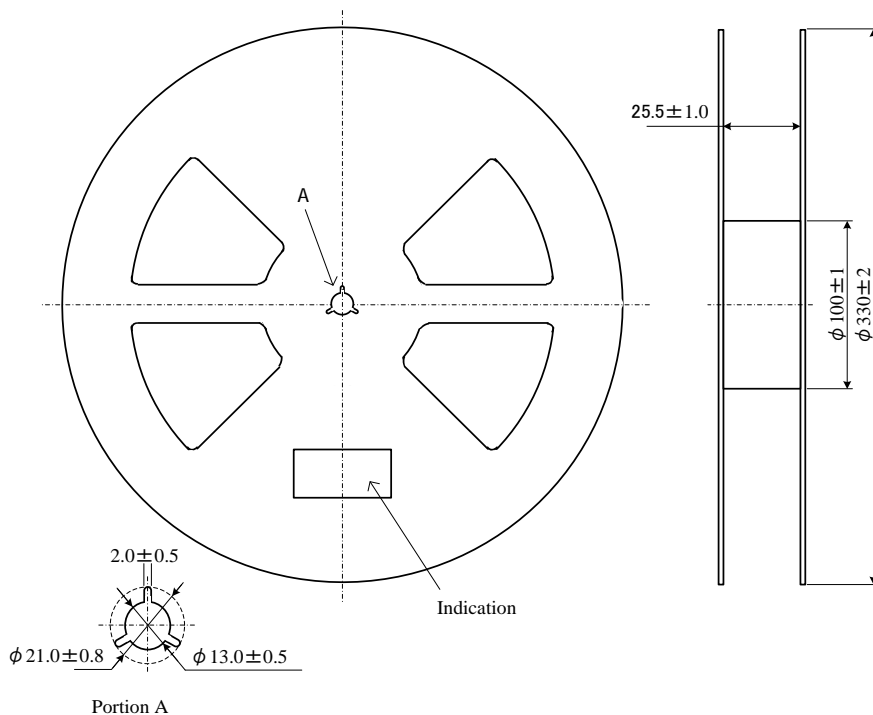 25.5±1.0
A
φ100±1
φ330±2
2.0±0.5
Indication
φ21.0±0.8
φ13.0±0.5
Portion A